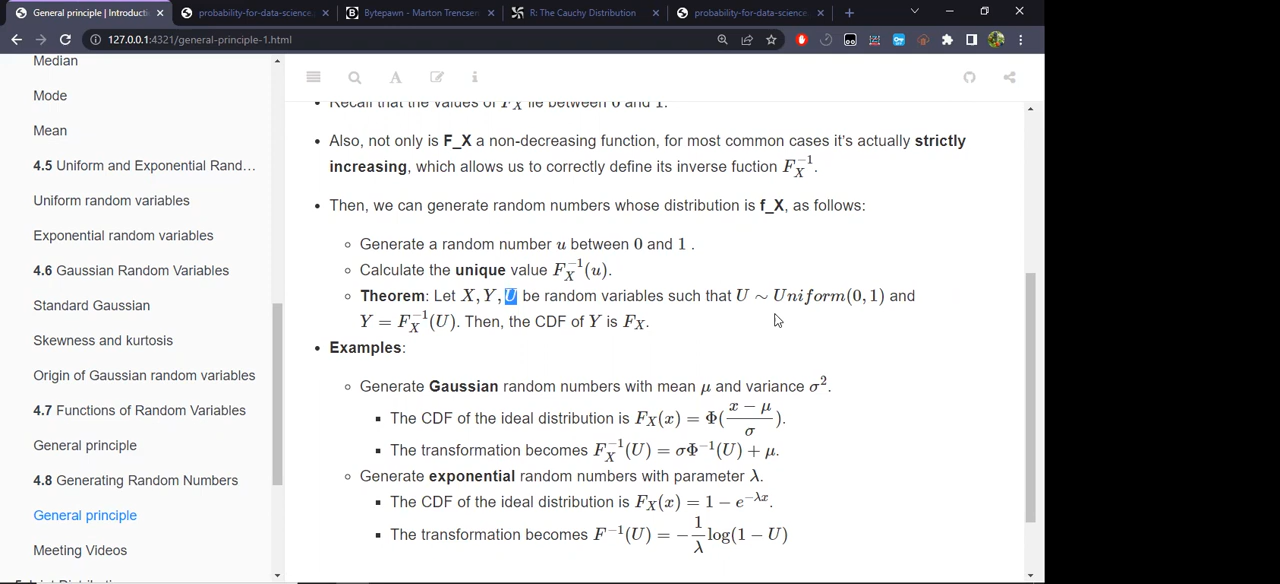 General principle | Introducti
probability-for-data-science.
Bytepawn - Marton Trencser
R: The Cauchy Distribution
probability-for-data-science.
127.0.0.1:4321/general-principle-1.html
Median
Mode
Mean
4.5 Uniform and Exponential Rand…
Uniform random variables
Exponential random variables
4.6 Gaussian Random Variables
Standard Gaussian
Skewness and kurtosis
Origin of Gaussian random variables
4.7 Functions of Random Variables
General principle
4.8 Generating Random Numbers
General principle
Meeting Videos
Recall that the values of F_X lie between 0 and 1.
Also, not only is F_X a non-decreasing function, for most common cases it's actually strictly
increasing, which allows us to correctly define its inverse fuction F_X^{-1}.
Then, we can generate random numbers whose distribution is f_X, as follows:
Generate a random number u between 0 and 1 .
Calculate the unique value F_X^{-1}(u).
Theorem: Let X, Y, U be random variables such that U ∼ Uniform(0, 1) and
Y = F_X^{-1}(U). Then, the CDF of Y is F_X.
Examples:
Generate Gaussian random numbers with mean μ and variance σ².
The CDF of the ideal distribution is F_X(x) = Φ((x − μ)/σ).
The transformation becomes F_X^{-1}(U) = σΦ^{-1}(U) + μ.
Generate exponential random numbers with parameter λ.
The CDF of the ideal distribution is F_X(x) = 1 − e^{−λx}.
The transformation becomes F^{-1}(U) = −1/λ log(1 − U)